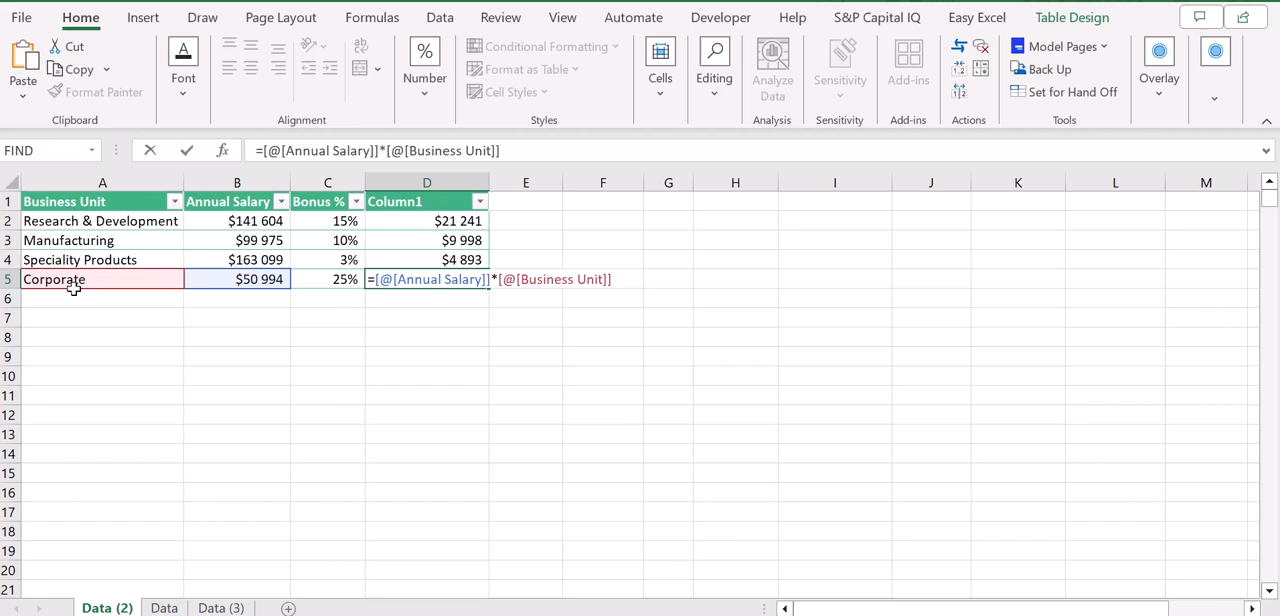 File Home Insert Draw Page Layout Formulas Data Review View Automate Developer Help S&P Capital IQ Easy Excel Table Design
Paste
Cut
Copy
Format Painter
Clipboard
A
Font
ab
Alignment
%
Number
Conditional Formatting
Format as Table
Cell Styles
Styles
Cells
Editing
Analyze
Data
Analysis
Sensitivity
Sensitivity
Add-ins
Add-ins
Actions
Model Pages
Back Up
Set for Hand Off
Tools
Overlay
FIND fx =[@[Annual Salary]]*[@[Business Unit]]
A B C D E F G H I J K L M
1 Business Unit Annual Salary Bonus % Column1
2 Research & Development $141 604 15% $21 241
3 Manufacturing $99 975 10% $9 998
4 Speciality Products $163 099 3% $4 893
5 Corporate $50 994 25% =[@[Annual Salary]]*[@[Business Unit]]
6
7
8
9
10
11
12
13
14
15
16
17
18
19
20
21
Data (2) Data Data (3)